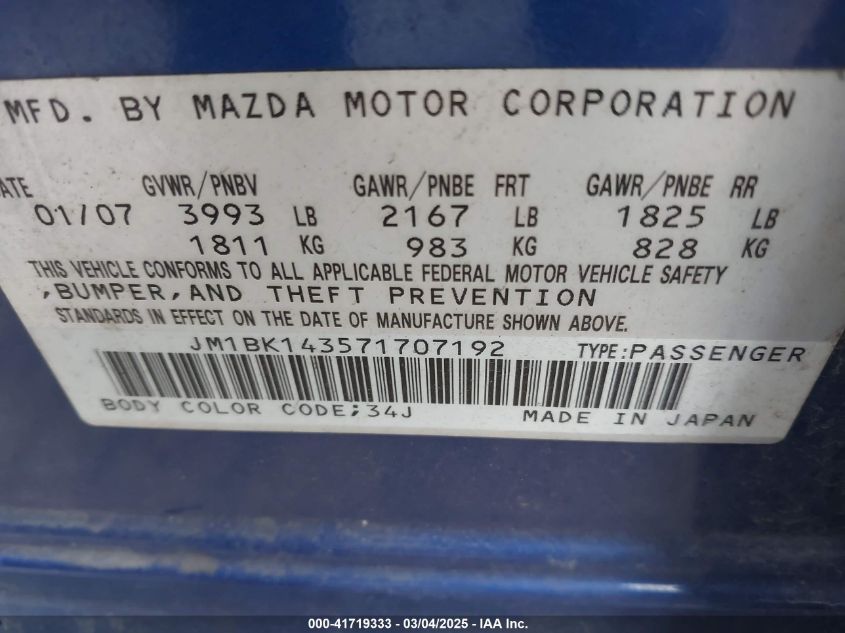 MFD. BY MAZDA MOTOR CORPORATION
ATE GVWR/PNBV GAWR/PNBE FRT GAWR/PNBE RR
01/07 3993 LB 2167 LB 1825 LB
1811 KG 983 KG 828 KG
THIS VEHICLE CONFORMS TO ALL APPLICABLE FEDERAL MOTOR VEHICLE SAFETY
,BUMPER,AND THEFT PREVENTION
STANDARDS IN EFFECT ON THE DATE OF MANUFACTURE SHOWN ABOVE.
JM1BK143571707192 TYPE:PASSENGER
BODY COLOR CODE;34J MADE IN JAPAN
000-41719333 - 03/04/2025 - IAA Inc.